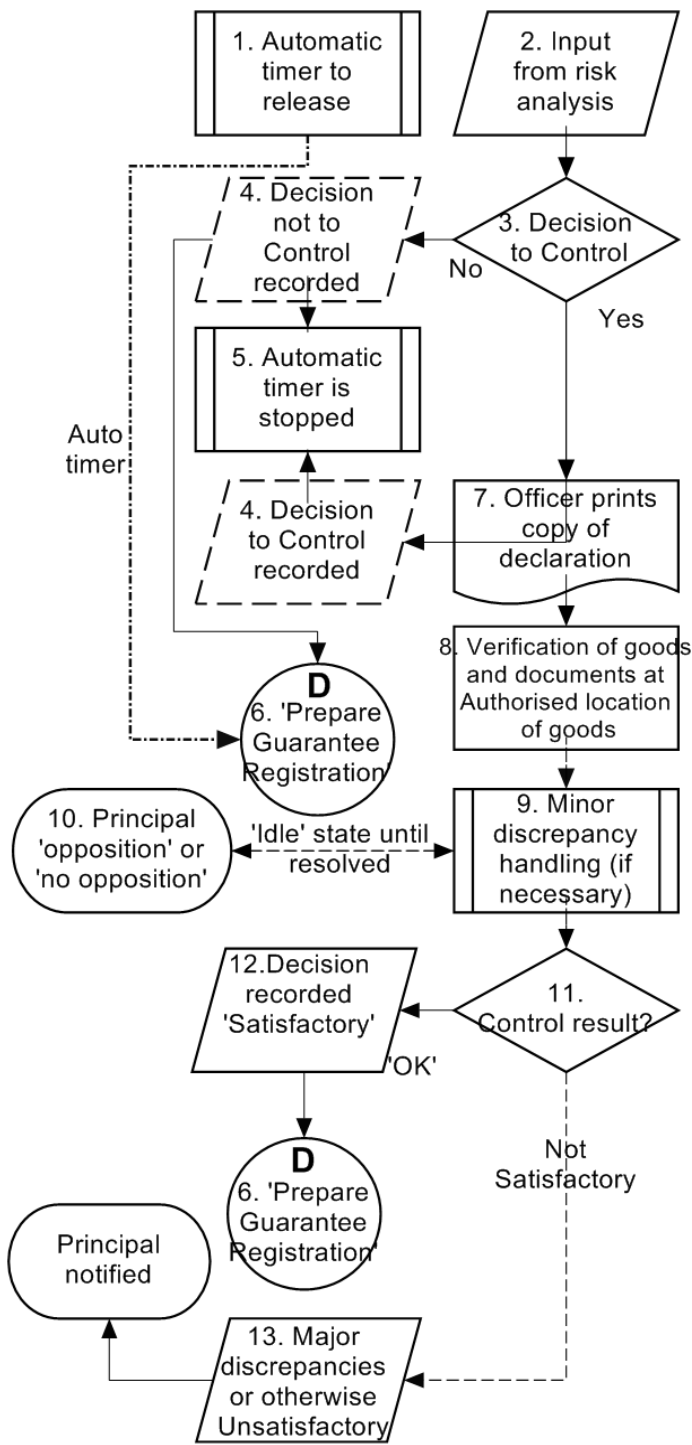 1. Automatic
timer to
release
2. Input
from risk
analysis
4. Decision
not to
Control
recorded
3. Decision
to Control
No
Yes
5. Automatic
timer is
stopped
Auto
timer
4. Decision
to Control
recorded
7. Officer prints
copy of
declaration
8. Verification of goods
and documents at
Authorised location
of goods
D
6. 'Prepare
Guarantee
Registration'
10. Principal
'opposition' or
'no opposition'
'Idle' state until
resolved
9. Minor
discrepancy
handling (if
necessary)
12.Decision
recorded
'Satisfactory'
'OK'
11.
Control result?
Not
Satisfactory
D
6. 'Prepare
Guarantee
Registration'
Principal
notified
13. Major
discrepancies
or otherwise
Unsatisfactory